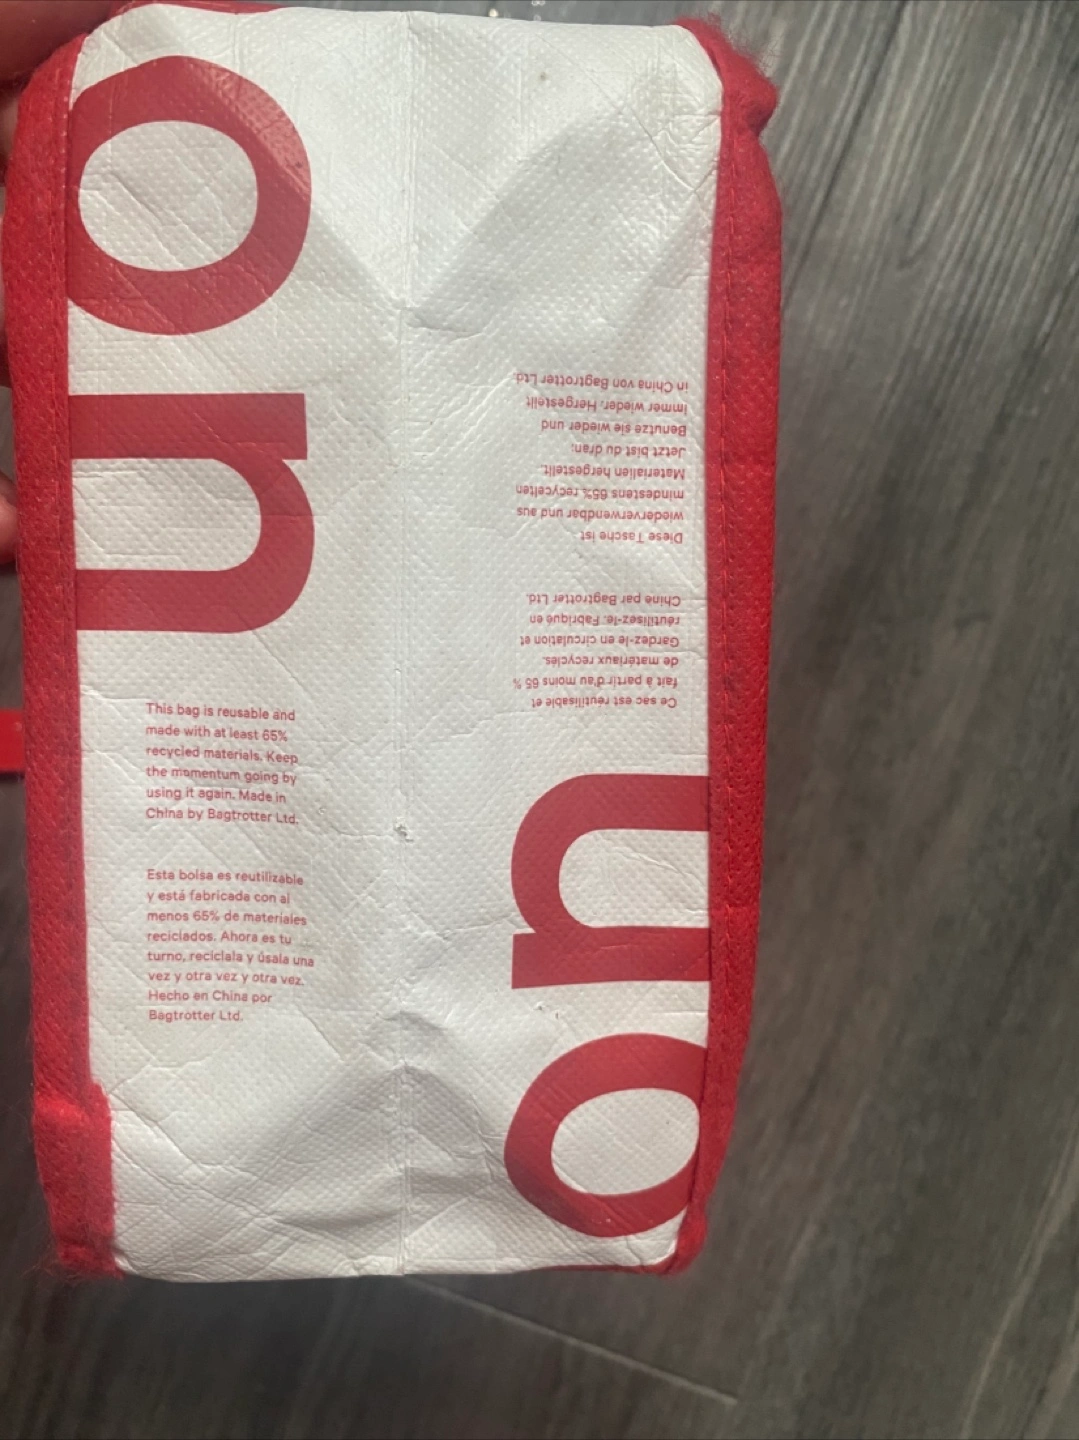 on
This bag is reusable and
made with at least 65%
recycled materials. Keep
the momentum going by
using it again. Made in
China by Bagtrotter Ltd.
Esta bolsa es reutilizable
y está fabricada con al
menos 65% de materiales
reciclados. Ahora es tu
turno, recíclala y úsala una
vez y otra vez y otra vez.
Hecho en China por
Bagtrotter Ltd.
on
Ce sac est réutilisable et
fait à partir d'au moins 65 %
de matériaux recyclés.
Gardez-le en circulation et
réutilisez-le. Fabriqué en
Chine par Bagtrotter Ltd.
Diese Tasche ist
wiederverwendbar und aus
mindestens 65% recycelten
Materialien hergestellt.
Jetzt bist du dran:
Benutze sie wieder und
immer wieder. Hergestellt
in China von Bagtrotter Ltd.